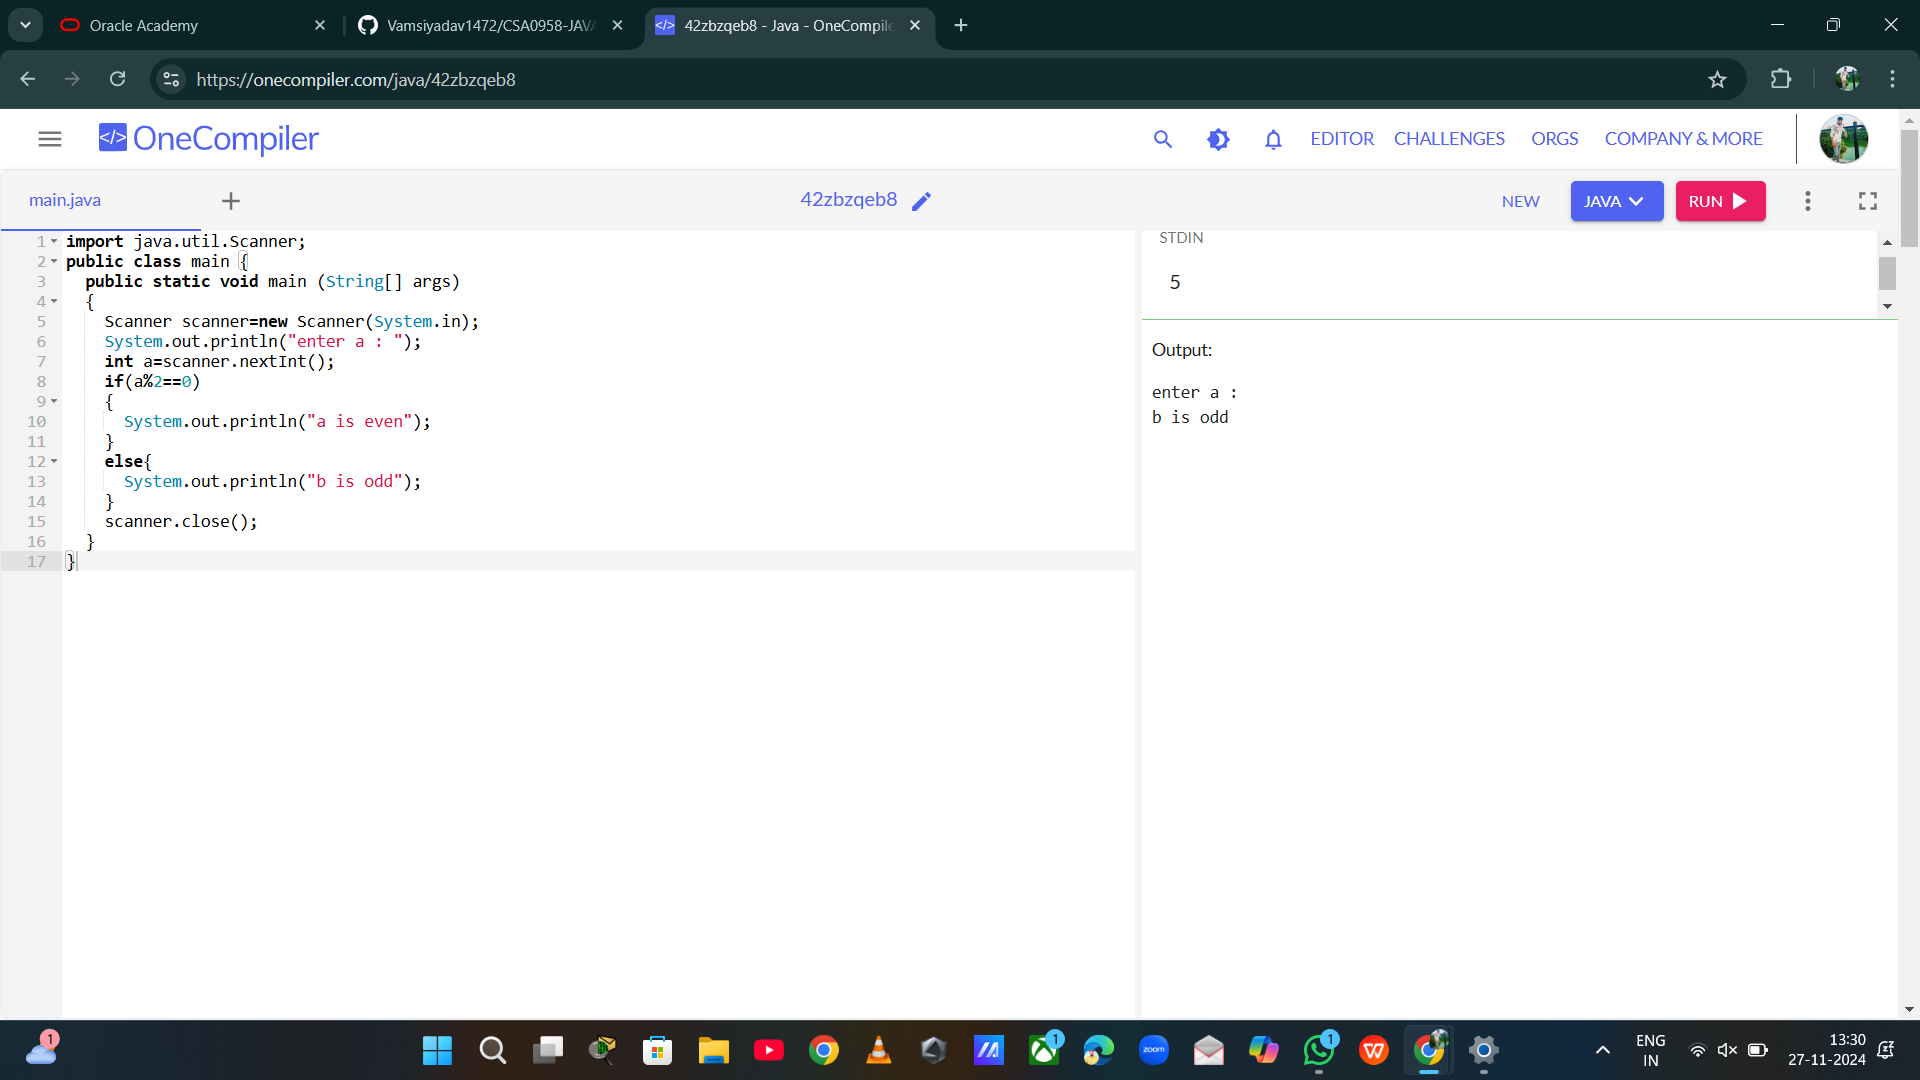 Oracle Academy
Vamsiyadav1472/CSA0958-JAVA
42zbzqeb8 - Java - OneCompile
https://onecompiler.com/java/42zbzqeb8
</> OneCompiler
EDITOR CHALLENGES ORGS COMPANY & MORE
main.java
42zbzqeb8
NEW JAVA RUN
1 import java.util.Scanner;
2 public class main {
3 public static void main (String[] args)
4 {
5 Scanner scanner=new Scanner(System.in);
6 System.out.println("enter a : ");
7 int a=scanner.nextInt();
8 if(a%2==0)
9 {
10 System.out.println("a is even");
11 }
12 else{
13 System.out.println("b is odd");
14 }
15 scanner.close();
16 }
17 }
STDIN
5
Output:
enter a :
b is odd
1
1
zoom
1
W
ENG
IN
13:30
27-11-2024